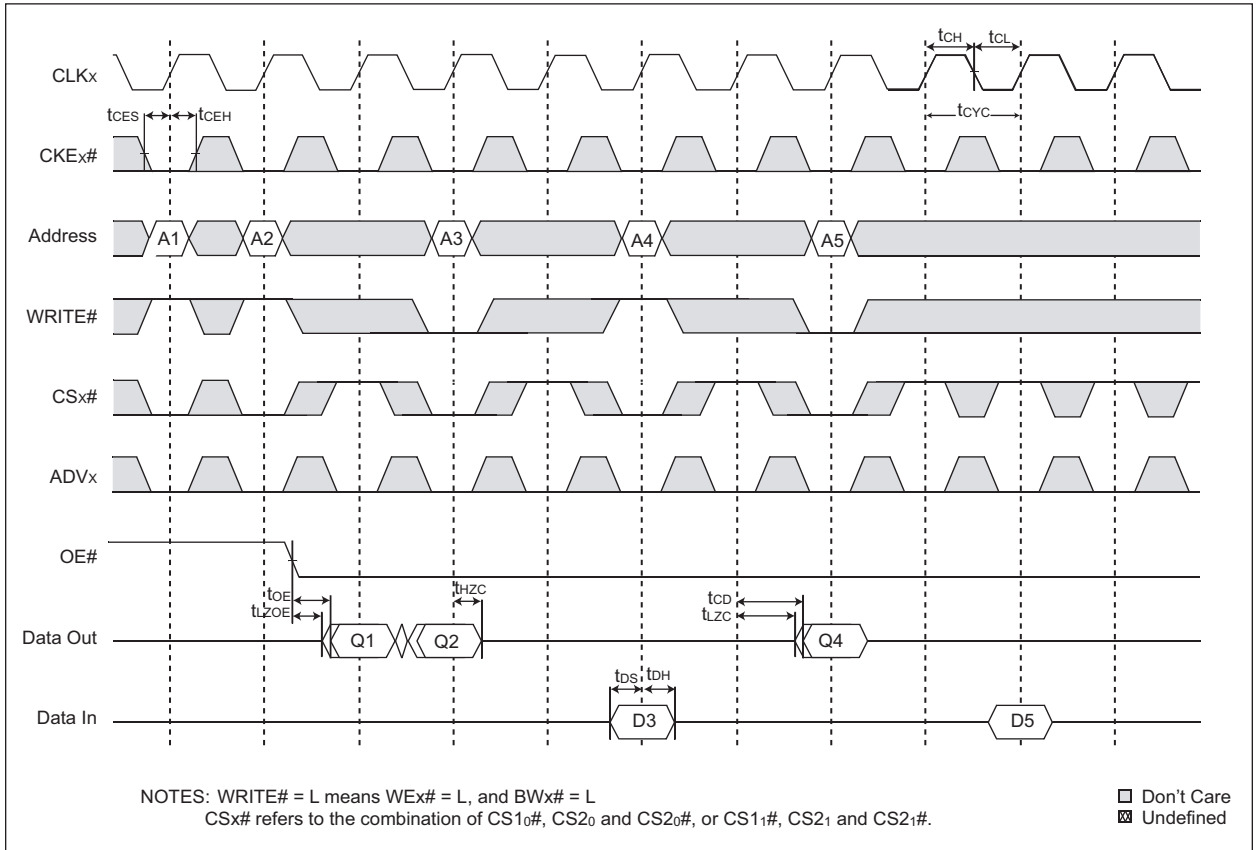 tCH tCL
CLKx
tCES tCEH tCYC
CKEx#
Address A1 A2 A3 A4 A5
WRITE#
CSx#
ADVx
OE#
tOE tHZC tCD
tLZOE tLZC
Data Out Q1 Q2 Q4
tDS tDH
Data In D3 D5
NOTES: WRITE# = L means WEx# = L, and BWx# = L
CSx# refers to the combination of CS10#, CS20 and CS20#, or CS11#, CS21 and CS21#.
Don't Care
Undefined